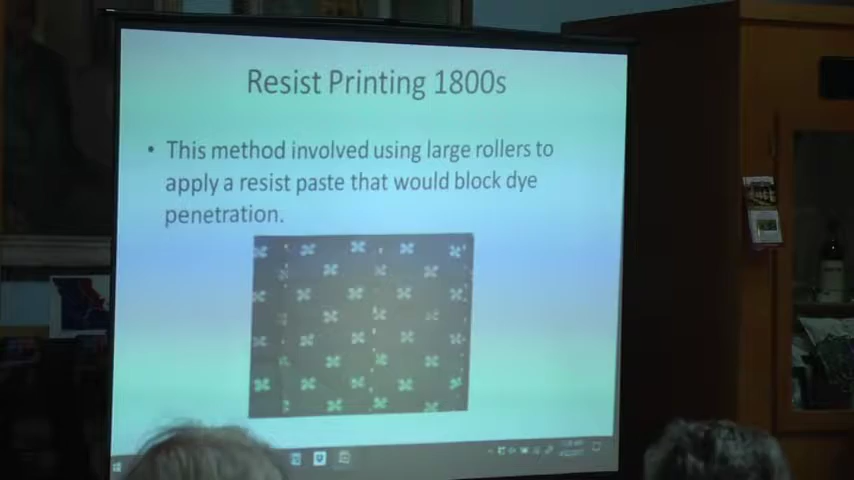 Resist Printing 1800s
• This method involved using large rollers to
apply a resist paste that would block dye
penetration.